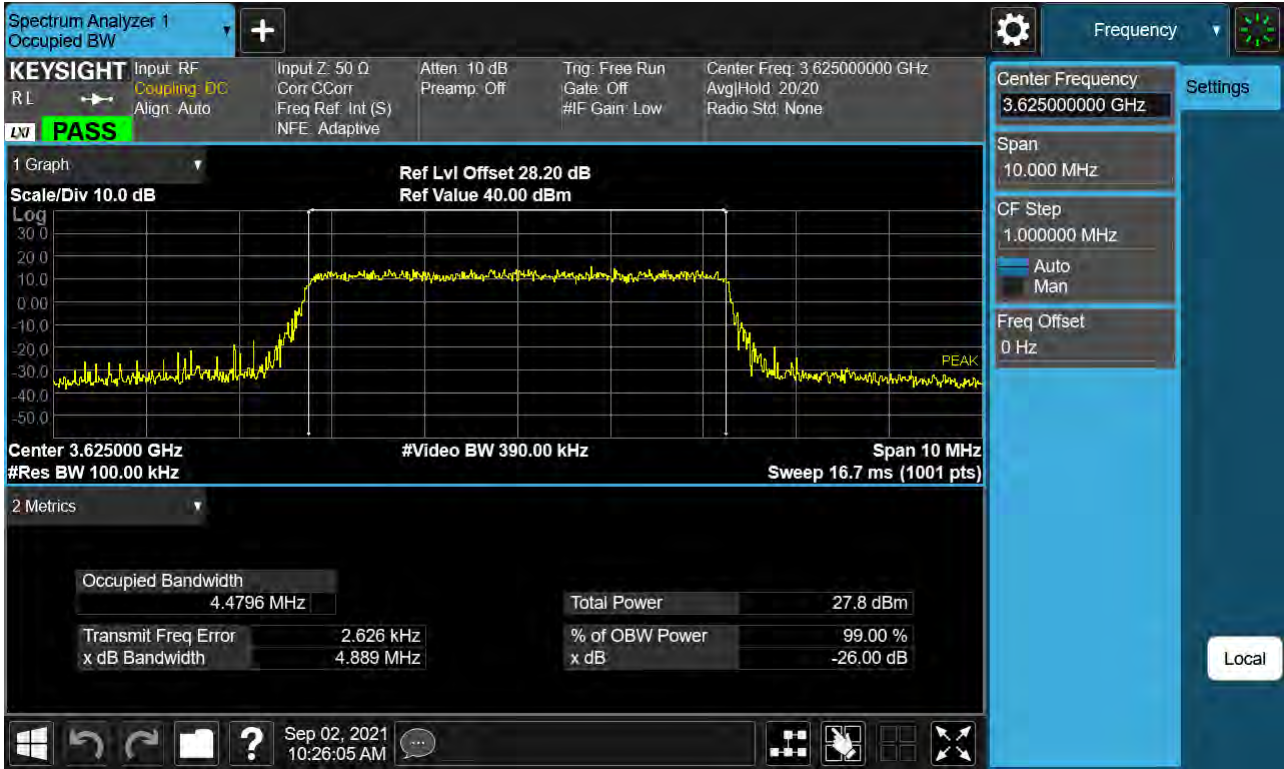 Spectrum Analyzer 1
Occupied BW
Frequency
KEYSIGHT
R L
LXI
PASS
Input: RF
Coupling: DC
Align: Auto
Input Z: 50 Ω
Corr CCorr
Freq Ref: Int (S)
NFE: Adaptive
Atten: 10 dB
Preamp: Off
Trig: Free Run
Gate: Off
#IF Gain: Low
Center Freq: 3.625000000 GHz
Avg|Hold: 20/20
Radio Std: None
Center Frequency
3.625000000 GHz
Settings
Span
10.000 MHz
CF Step
1.000000 MHz
Auto
Man
Freq Offset
0 Hz
1 Graph
Scale/Div 10.0 dB
Ref Lvl Offset 28.20 dB
Ref Value 40.00 dBm
Log
30.0
20.0
10.0
0.00
-10.0
-20.0
-30.0
-40.0
-50.0
PEAK
Center 3.625000 GHz
#Video BW 390.00 kHz
Span 10 MHz
#Res BW 100.00 kHz
Sweep 16.7 ms (1001 pts)
2 Metrics
Occupied Bandwidth
4.4796 MHz
Total Power 27.8 dBm
Transmit Freq Error 2.626 kHz
% of OBW Power 99.00 %
x dB Bandwidth 4.889 MHz
x dB -26.00 dB
Local
?
Sep 02, 2021
10:26:05 AM